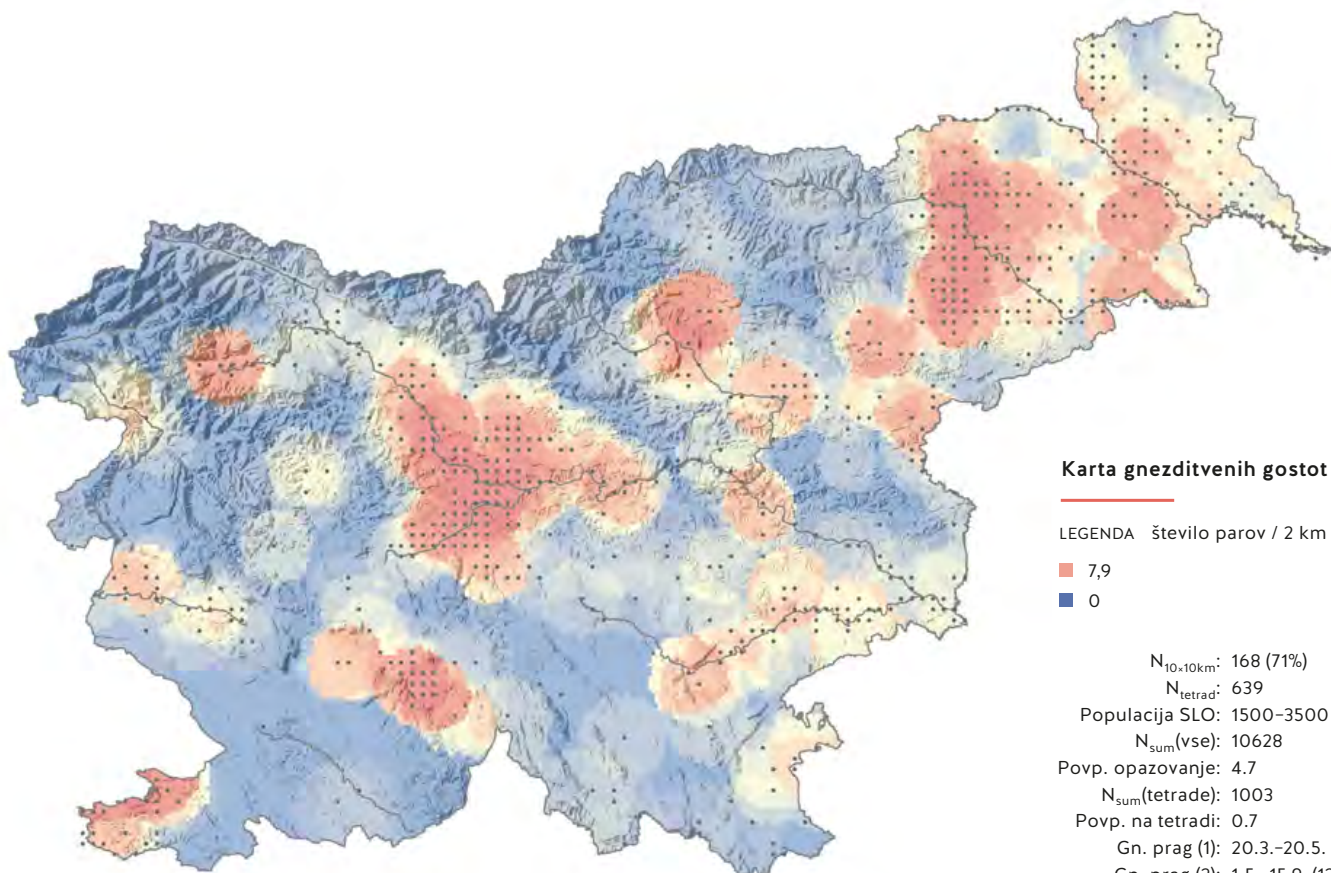 Karta gnezditvenih gostot
LEGENDA število parov / 2 km
7,9
0
N10×10km: 168 (71%)
Ntetrad: 639
Populacija SLO: 1500–3500
Nsum(vse): 10628
Povp. opazovanje: 4.7
Nsum(tetrade): 1003
Povp. na tetradi: 0.7
Gn. prag (1): 20.3.–20.5.